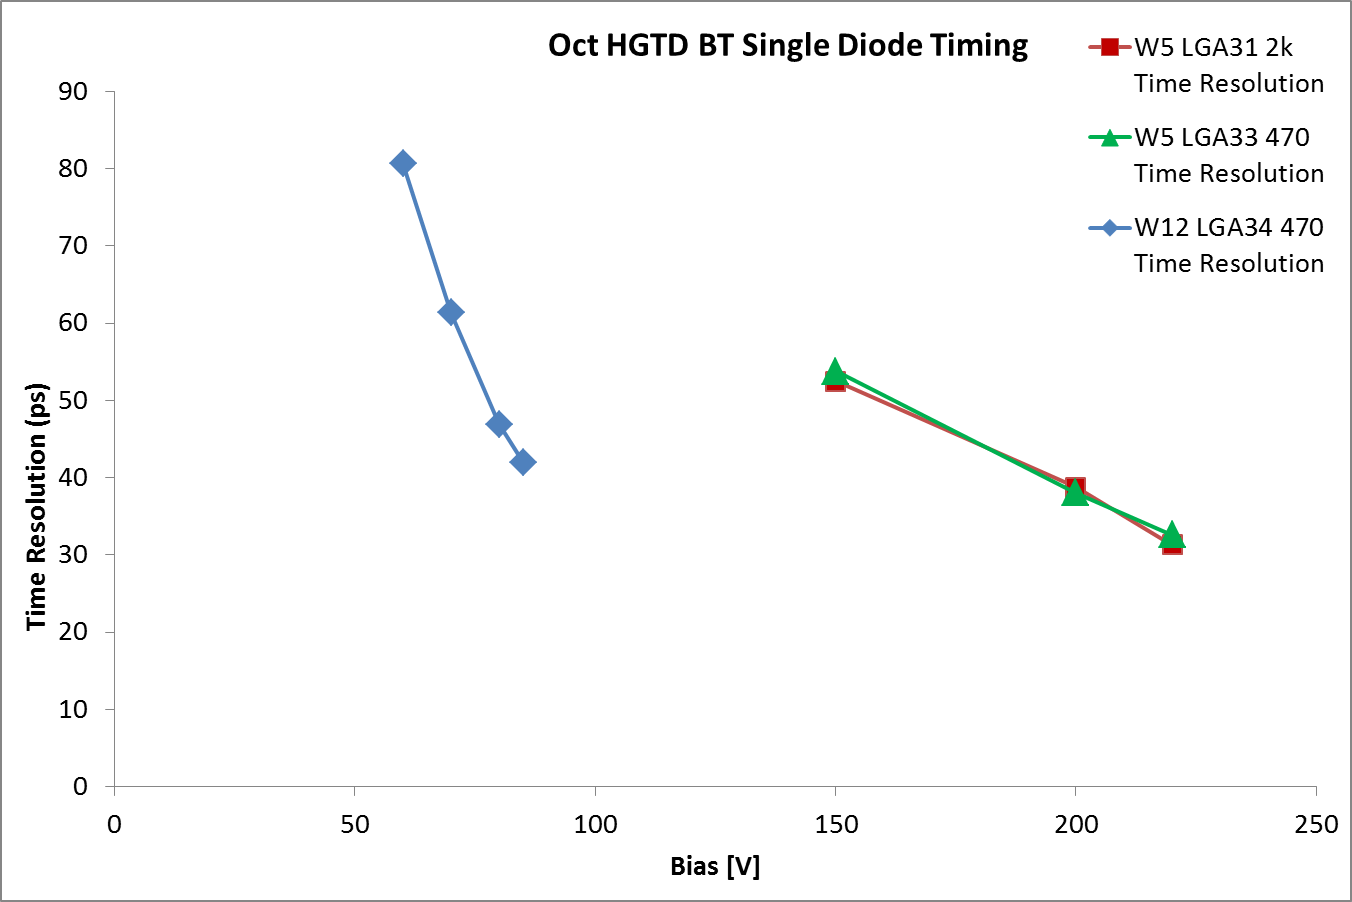 Oct HGTD BT Single Diode Timing
W5 LGA31 2k
Time Resolution
W5 LGA33 470
Time Resolution
W12 LGA34 470
Time Resolution
Time Resolution (ps)
90
80
70
60
50
40
30
20
10
0
0 50 100 150 200 250
Bias [V]